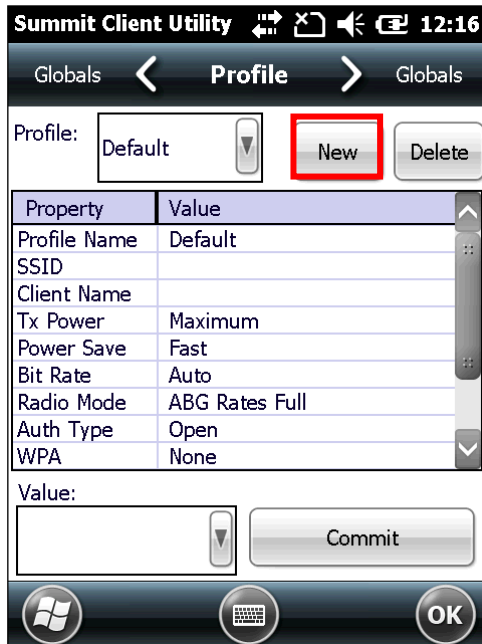 Summit Client Utility 12:16
Globals Profile Globals
Profile: Default New Delete
Property Value
Profile Name Default
SSID
Client Name
Tx Power Maximum
Power Save Fast
Bit Rate Auto
Radio Mode ABG Rates Full
Auth Type Open
WPA None
Value:
Commit
OK